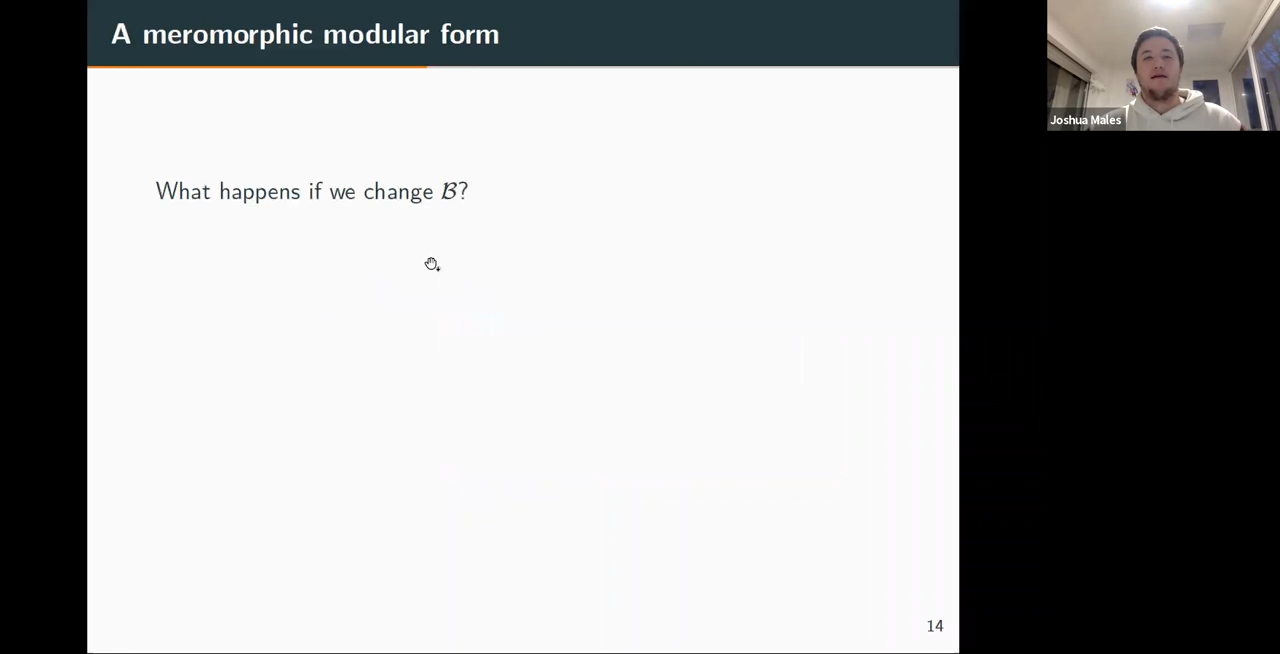 A meromorphic modular form
Joshua Males
What happens if we change ℬ?
14